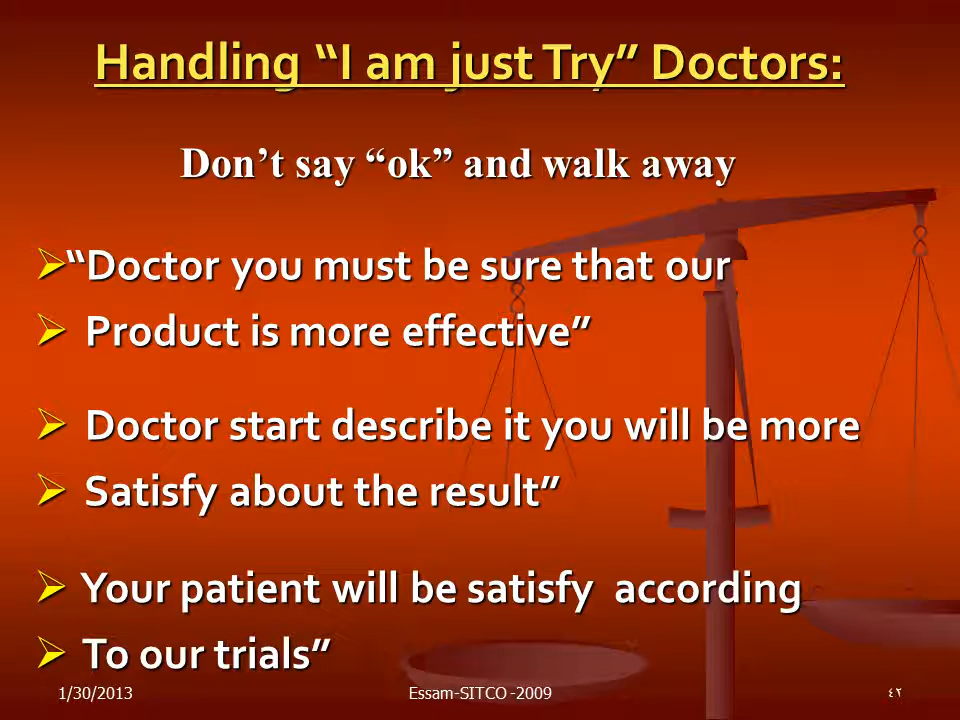 Handling “I am just Try” Doctors:
Don’t say “ok” and walk away
➢“Doctor you must be sure that our
➢ Product is more effective”
➢ Doctor start describe it you will be more
➢ Satisfy about the result”
➢ Your patient will be satisfy according
➢ To our trials”
1/30/2013 Essam-SITCO -2009 ٤٢